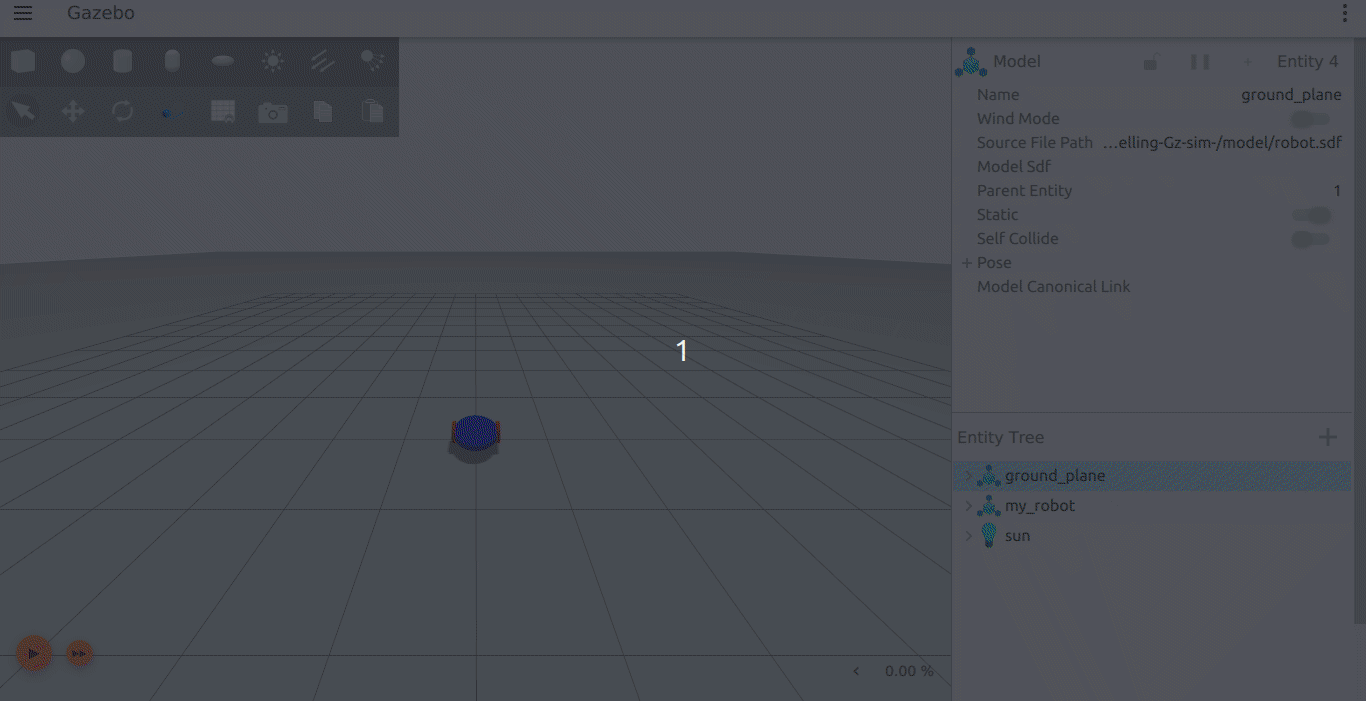 Gazebo
Model
Entity 4
Name ground_plane
Wind Mode
Source File Path ...elling-Gz-sim-/model/robot.sdf
Model Sdf
Parent Entity 1
Static
Self Collide
+ Pose
Model Canonical Link
1
Entity Tree
ground_plane
my_robot
sun
0.00 %